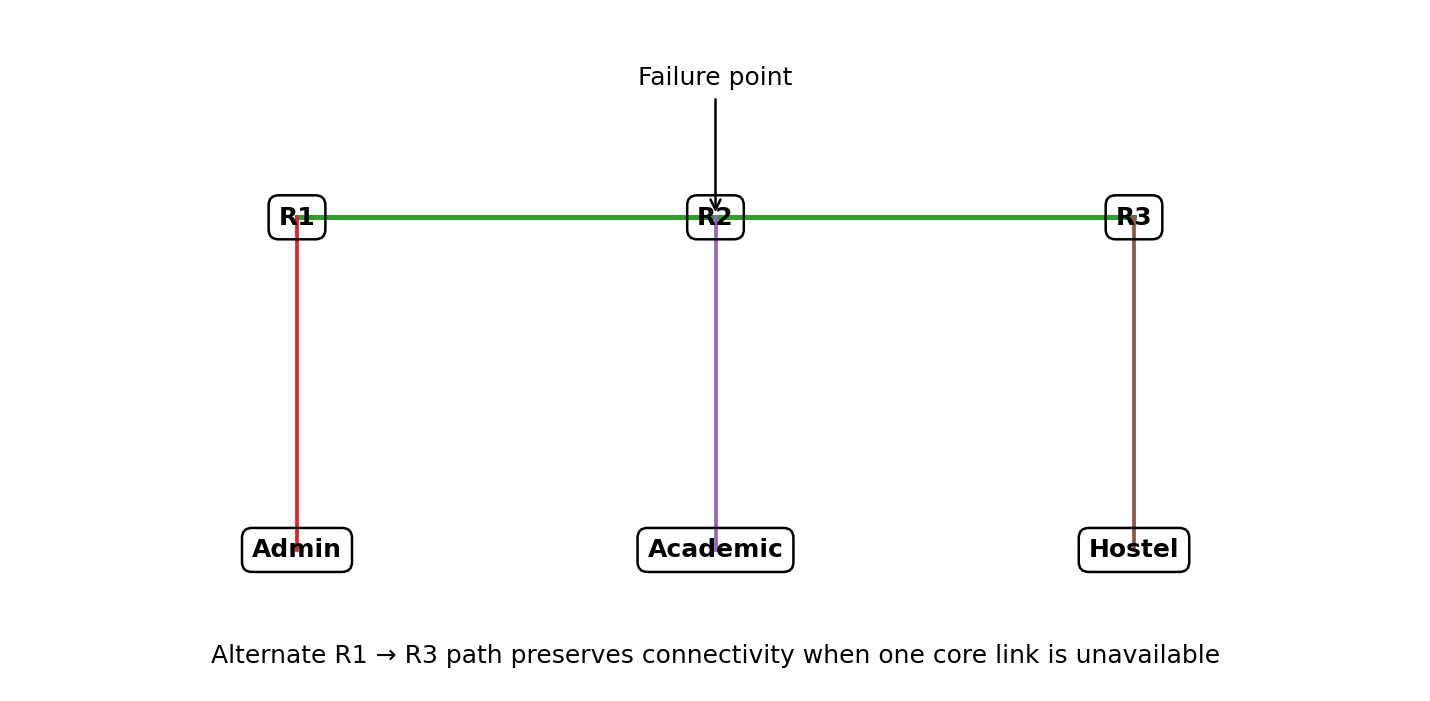 Failure point
R1 R2 R3
Admin Academic Hostel
Alternate R1 → R3 path preserves connectivity when one core link is unavailable